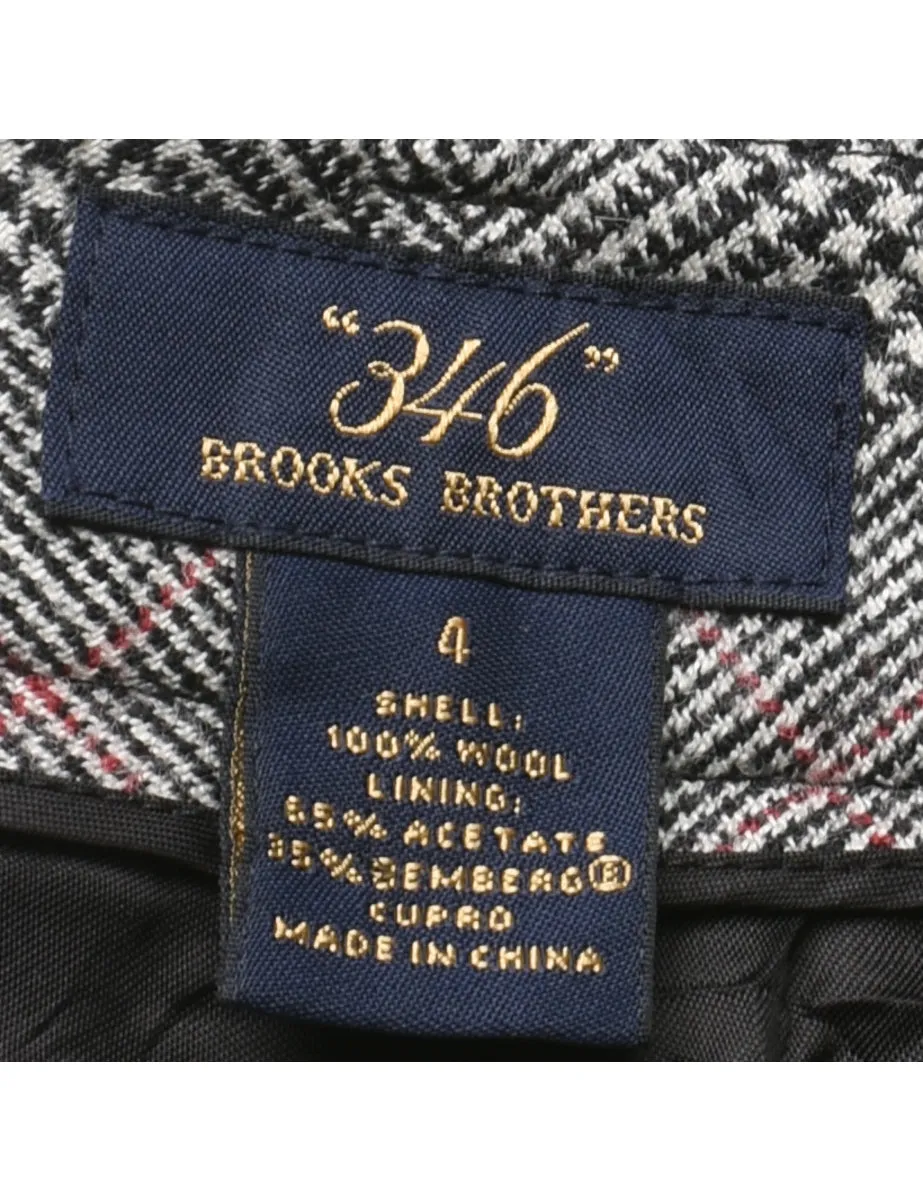 “346”
BROOKS BROTHERS
4
SHELL:
100% WOOL
LINING:
65% ACETATE
35% BEMBERG®
CUPRO
MADE IN CHINA